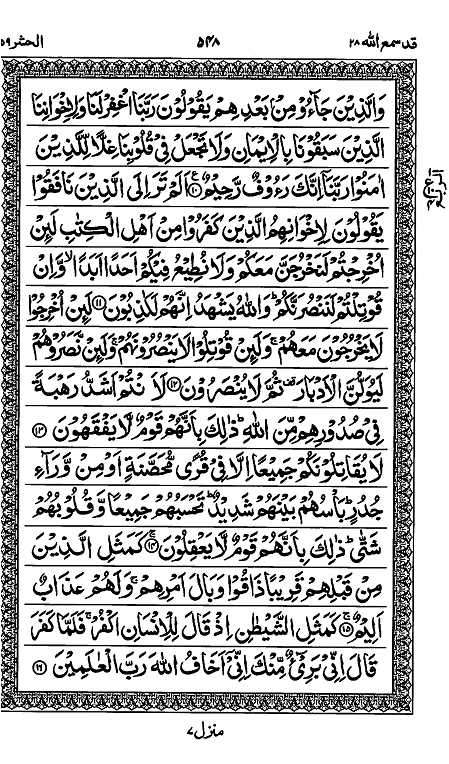 قد سمع الله ٢٨
٥٤٨
الحشر ٥٩
وَالَّذِيْنَ جَآءُوْ مِنْۢ بَعْدِهِمْ يَقُوْلُوْنَ رَبَّنَا اغْفِرْ لَنَا وَلِاِخْوَانِنَا
الَّذِيْنَ سَبَقُوْنَا بِالْاِيْمَانِ وَلَا تَجْعَلْ فِيْ قُلُوْبِنَا غِلًّا لِّلَّذِيْنَ
اٰمَنُوْا رَبَّنَآ اِنَّكَ رَءُوْفٌ رَّحِيْمٌ ۧ ١٠ اَلَمْ تَرَ اِلَى الَّذِيْنَ نَافَقُوْا
يَقُوْلُوْنَ لِاِخْوَانِهِمُ الَّذِيْنَ كَفَرُوْا مِنْ اَهْلِ الْكِتٰبِ لَىِٕنْ
اُخْرِجْتُمْ لَنَخْرُجَنَّ مَعَكُمْ وَلَا نُطِيْعُ فِيْكُمْ اَحَدًا اَبَدًا ۙ وَّاِنْ
قُوْتِلْتُمْ لَنَنْصُرَنَّكُمْ ؕ وَاللّٰهُ يَشْهَدُ اِنَّهُمْ لَكٰذِبُوْنَ ١١ لَىِٕنْ اُخْرِجُوْا
لَا يَخْرُجُوْنَ مَعَهُمْ ۚ وَلَىِٕنْ قُوْتِلُوْا لَا يَنْصُرُوْنَهُمْ ۚ وَلَىِٕنْ نَّصَرُوْهُمْ
لَيُوَلُّنَّ الْاَدْبَارَ ۫ ثُمَّ لَا يُنْصَرُوْنَ ١٢ لَا۟اَنْتُمْ اَشَدُّ رَهْبَةً
فِيْ صُدُوْرِهِمْ مِّنَ اللّٰهِ ؕ ذٰلِكَ بِاَنَّهُمْ قَوْمٌ لَّا يَفْقَهُوْنَ ١٣
لَا يُقَاتِلُوْنَكُمْ جَمِيْعًا اِلَّا فِيْ قُرًى مُّحَصَّنَةٍ اَوْ مِنْ وَّرَآءِ
جُدُرٍ ؕ بَاْسُهُمْ بَيْنَهُمْ شَدِيْدٌ ؕ تَحْسَبُهُمْ جَمِيْعًا وَّقُلُوْبُهُمْ
شَتّٰى ؕ ذٰلِكَ بِاَنَّهُمْ قَوْمٌ لَّا يَعْقِلُوْنَ ۚ ١٤ كَمَثَلِ الَّذِيْنَ
مِنْ قَبْلِهِمْ قَرِيْبًا ذَاقُوْا وَبَالَ اَمْرِهِمْ ۚ وَلَهُمْ عَذَابٌ
اَلِيْمٌ ۚ ١٥ كَمَثَلِ الشَّيْطٰنِ اِذْ قَالَ لِلْاِنْسَانِ اكْفُرْ ۚ فَلَمَّا كَفَرَ
قَالَ اِنِّيْ بَرِيْٓءٌ مِّنْكَ اِنِّيْٓ اَخَافُ اللّٰهَ رَبَّ الْعٰلَمِيْنَ ١٦
منزل ٧